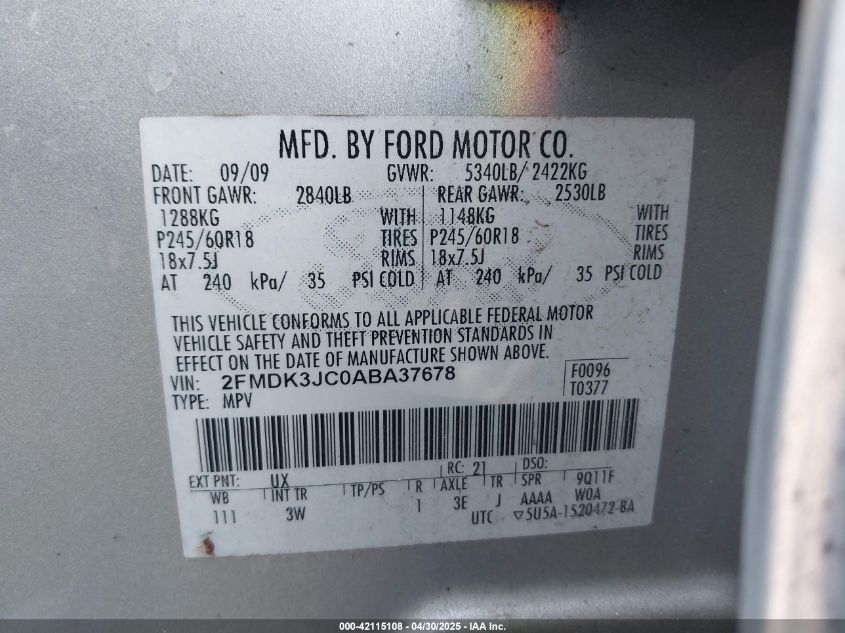 MFD. BY FORD MOTOR CO.
DATE: 09/09 GVWR: 5340LB/ 2422KG
FRONT GAWR: 2840LB REAR GAWR: 2530LB
1288KG WITH 1148KG WITH
P245/60R18 TIRES P245/60R18 TIRES
18x7.5J RIMS 18x7.5J RIMS
AT 240 kPa/ 35 PSI COLD AT 240 kPa/ 35 PSI COLD
THIS VEHICLE CONFORMS TO ALL APPLICABLE FEDERAL MOTOR
VEHICLE SAFETY AND THEFT PREVENTION STANDARDS IN
EFFECT ON THE DATE OF MANUFACTURE SHOWN ABOVE.
VIN: 2FMDK3JC0ABA37678 F0096
TYPE: MPV T0377
EXT PNT: UX RC: 21 DSO:
WB INT TR TP/PS R AXLE TR SPR 9Q11F
111 3W 1 3E J AAAA WOA
UTC ▽5U5A-1520472-BA
000-42115108 - 04/30/2025 - IAA Inc.